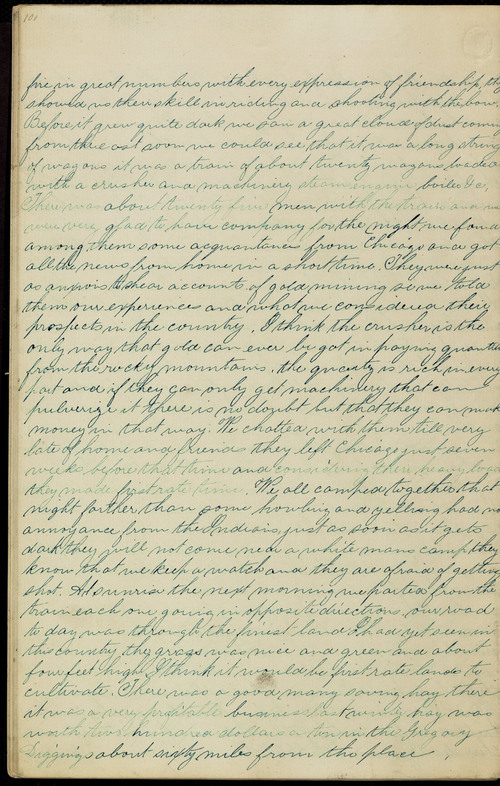 101
fire in great numbers with every expression of friendship, they
showed us their skill in riding and shooting with the bow.
Before it grew quite dark we saw a great cloud of dust coming
from the east soon we could see that it was a long string
of wagons it was a train of about twenty wagons loaded
with a crusher and machinery steam engine boiler &c,
There was about twenty five men with the train and we
were very glad to have company for the night, we found
among them some acquantance from Chicago and got
all the news from home in a short time. They were just
as anxious to hear accounts of gold mining so we told
them our experience and what we considered their
prospects in the country, I think the crusher is the
only way that gold can ever be got in paying quantities
from the rocky mountains. the quartz is rich in every
part and if they can only get machinery that can
pulverize it there is no doubt but that they can make
money in that way. We chatted with them till very
late of home and friends they left Chicago just seven
weeks before that time and considering their heavy load
they made first rate time. We all camped together that
night farther than some howling and yelling had no
annoyance from the Indians, just as soon as it gets
dark they will not come near a white mans camp they
know that we keep a watch and they are afraid of getting
shot. At sunrise the next morning we parted from the
train each one going in opposite directions our road
to day was through the finest land I had yet seen in
this country the grass was nice and green and about
four feet high I think it would be first rate lands to
cultivate. There was a good many saving hay there
it was a very profitable business last winter hay was
worth two hundred dollars a ton in the Gregory
Diggings about sixty miles from the place